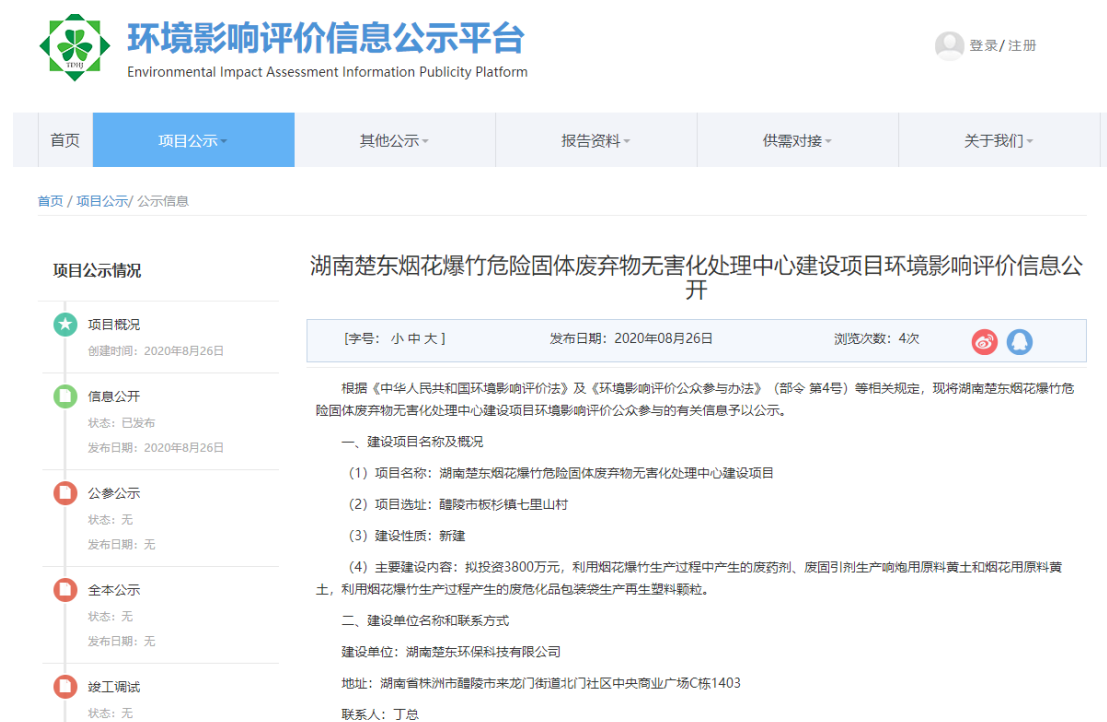 环境影响评价信息公示平台
Environmental Impact Assessment Information Publicity Platform
TDHJ
登录/ 注册
首页 项目公示 其他公示 报告资料 供需对接 关于我们
首页 / 项目公示/ 公示信息
项目公示情况
项目概况
创建时间：2020年8月26日
信息公开
状态：已发布
发布日期：2020年8月26日
公参公示
状态：无
发布日期：无
全本公示
状态：无
发布日期：无
竣工调试
状态：无
湖南楚东烟花爆竹危险固体废弃物无害化处理中心建设项目环境影响评价信息公
开
[字号： 小 中 大 ] 发布日期：2020年08月26日 浏览次数：4次
根据《中华人民共和国环境影响评价法》及《环境影响评价公众参与办法》（部令 第4号）等相关规定，现将湖南楚东烟花爆竹危
险固体废弃物无害化处理中心建设项目环境影响评价公众参与的有关信息予以公示。
一、建设项目名称及概况
（1）项目名称：湖南楚东烟花爆竹危险固体废弃物无害化处理中心建设项目
（2）项目选址：醴陵市板杉镇七里山村
（3）建设性质：新建
（4）主要建设内容：拟投资3800万元，利用烟花爆竹生产过程中产生的废药剂、废固引剂生产响炮用原料黄土和烟花用原料黄
土，利用烟花爆竹生产过程产生的废危化品包装袋生产再生塑料颗粒。
二、建设单位名称和联系方式
建设单位：湖南楚东环保科技有限公司
地址：湖南省株洲市醴陵市来龙门街道北门社区中央商业广场C栋1403
联系人：丁总